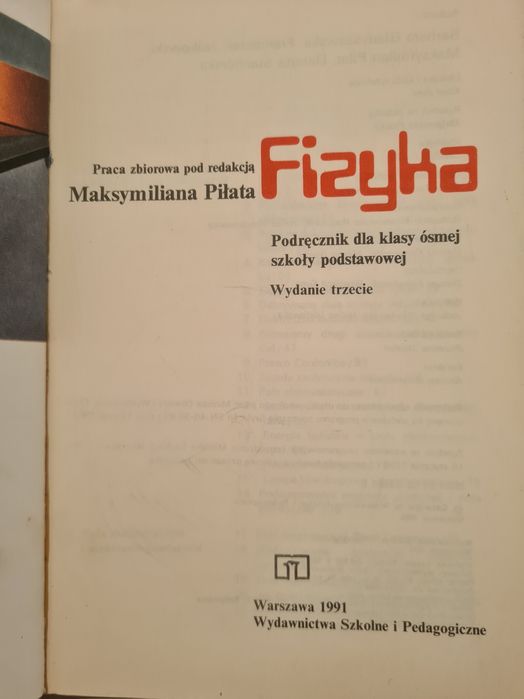 Praca zbiorowa pod redakcją
Maksymiliana Piłata
Fizyka
Podręcznik dla klasy ósmej
szkoły podstawowej
Wydanie trzecie
Warszawa 1991
Wydawnictwa Szkolne i Pedagogiczne